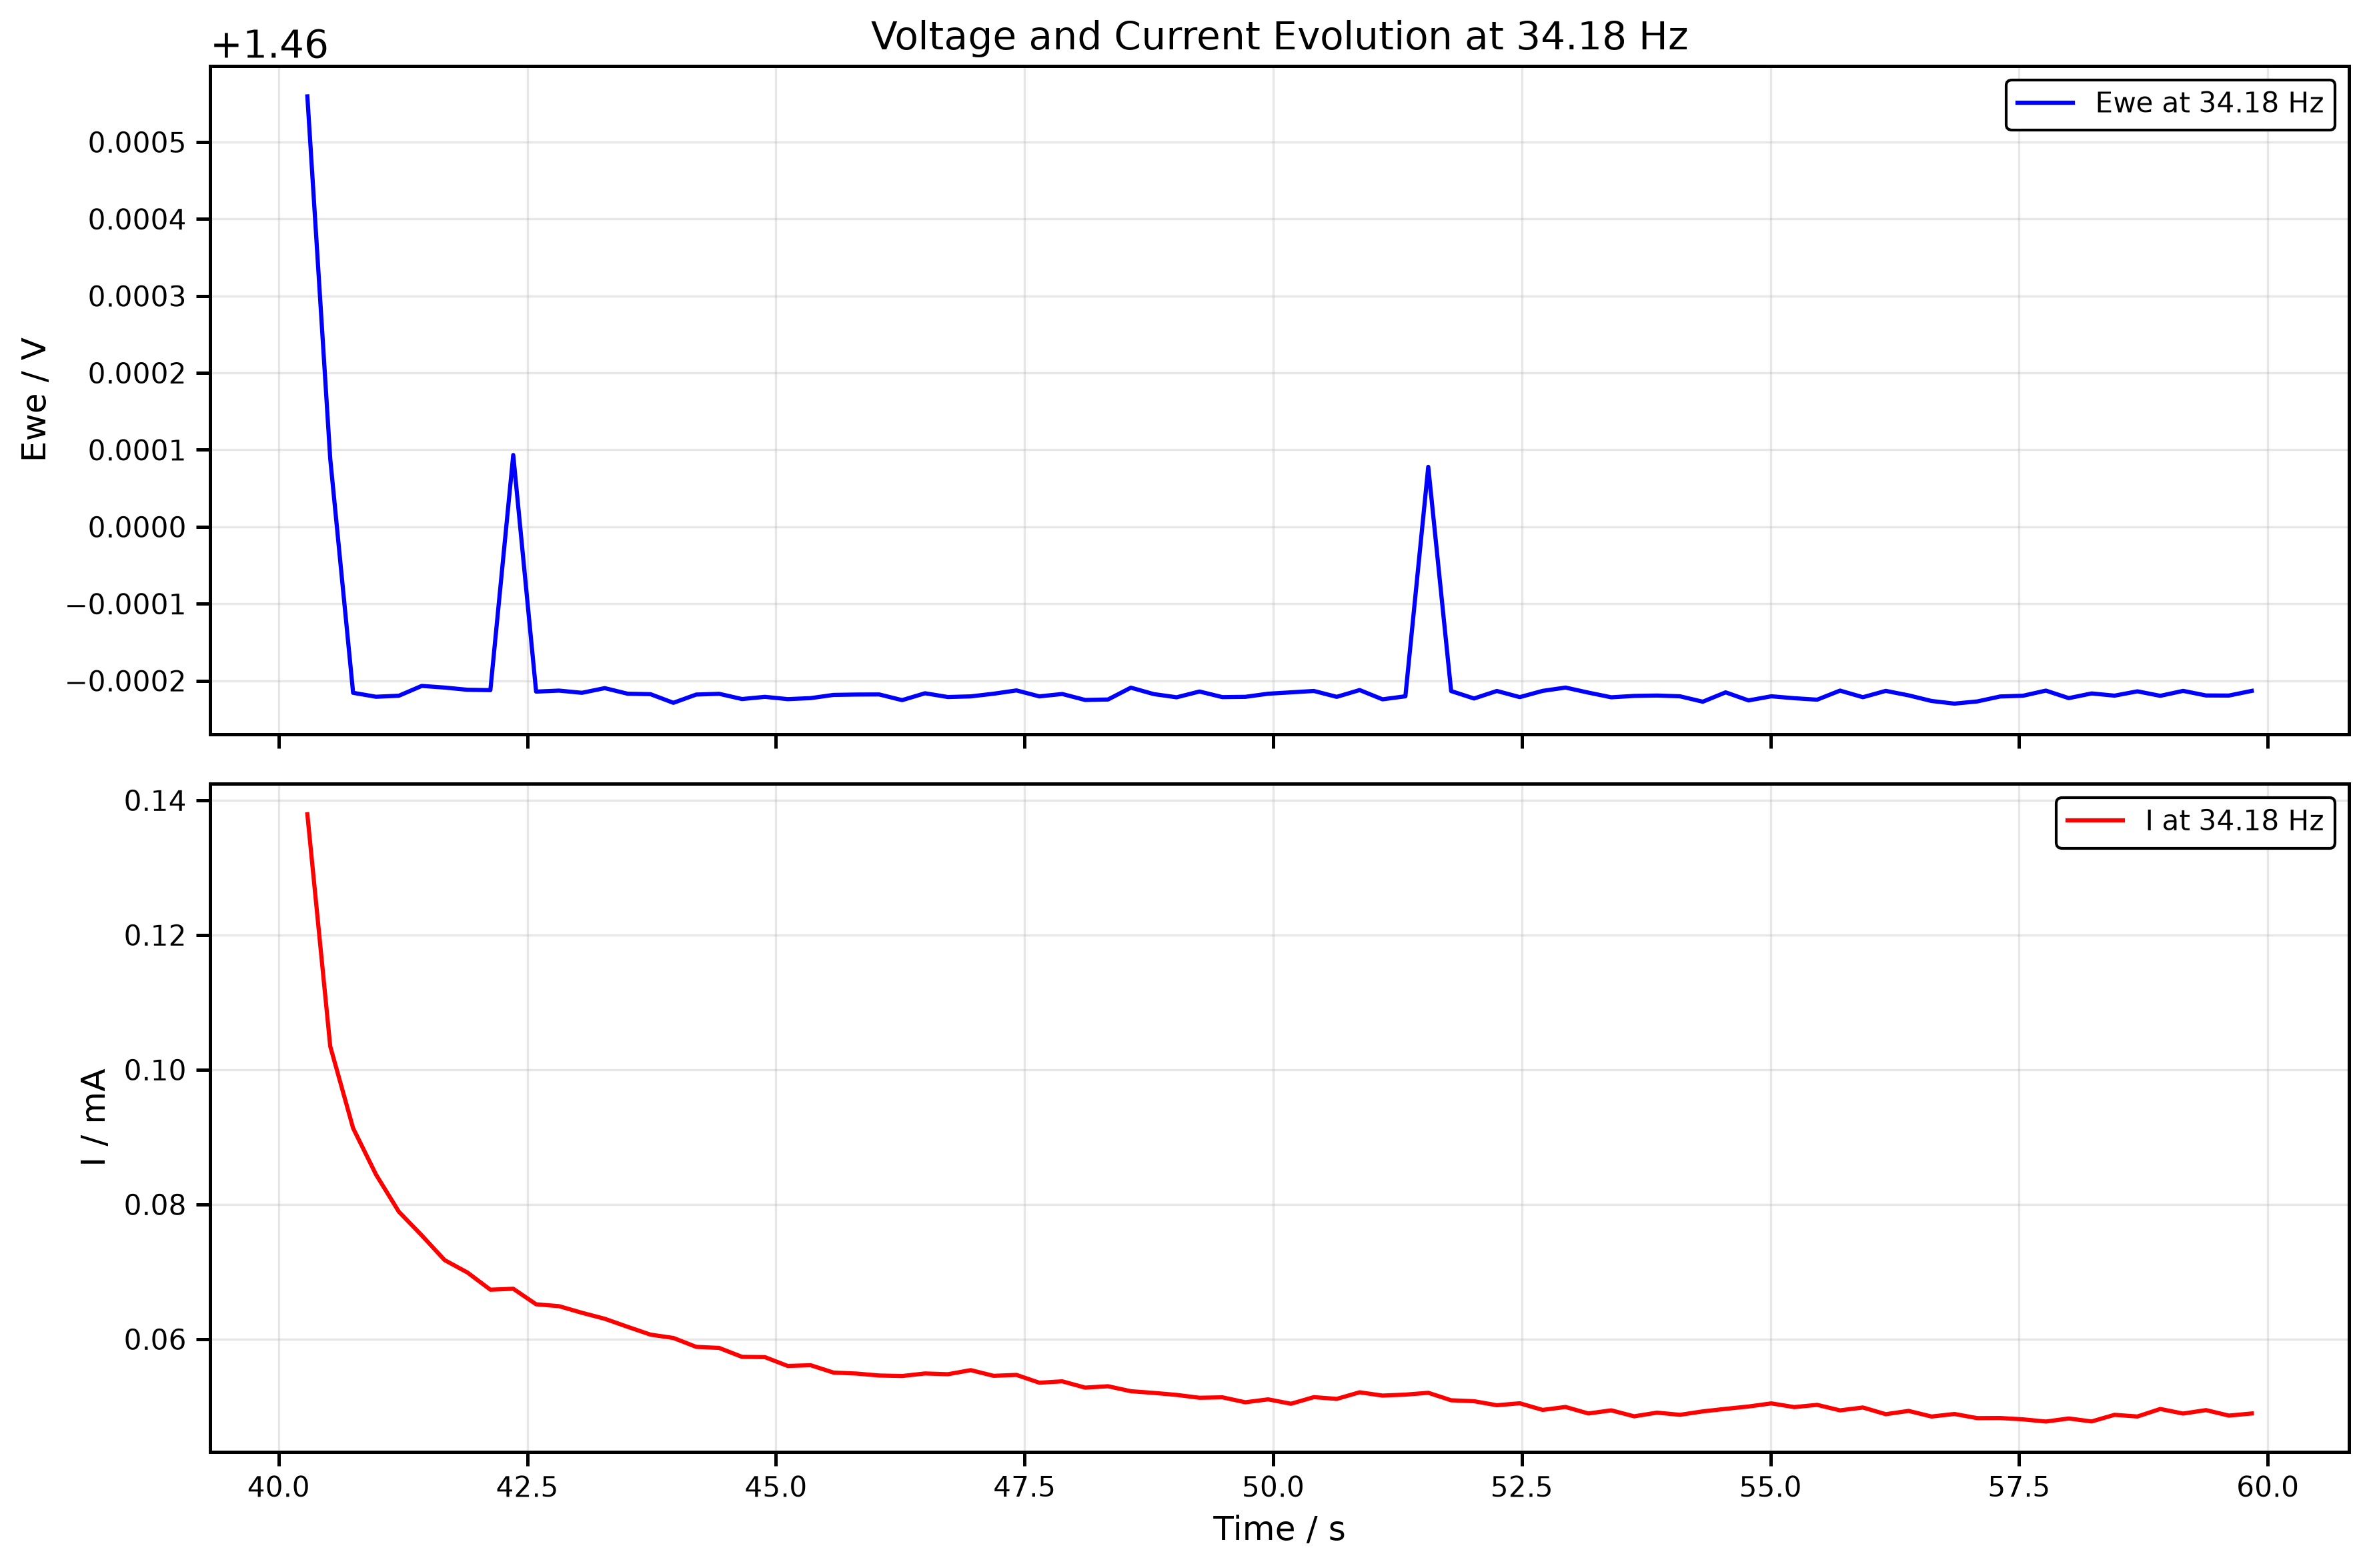 Voltage and Current Evolution at 34.18 Hz
+1.46
Ewe at 34.18 Hz
0.0005
0.0004
0.0003
0.0002
0.0001
0.0000
−0.0001
−0.0002
Ewe / V
I at 34.18 Hz
0.14
0.12
0.10
0.08
0.06
I / mA
40.0 42.5 45.0 47.5 50.0 52.5 55.0 57.5 60.0
Time / s